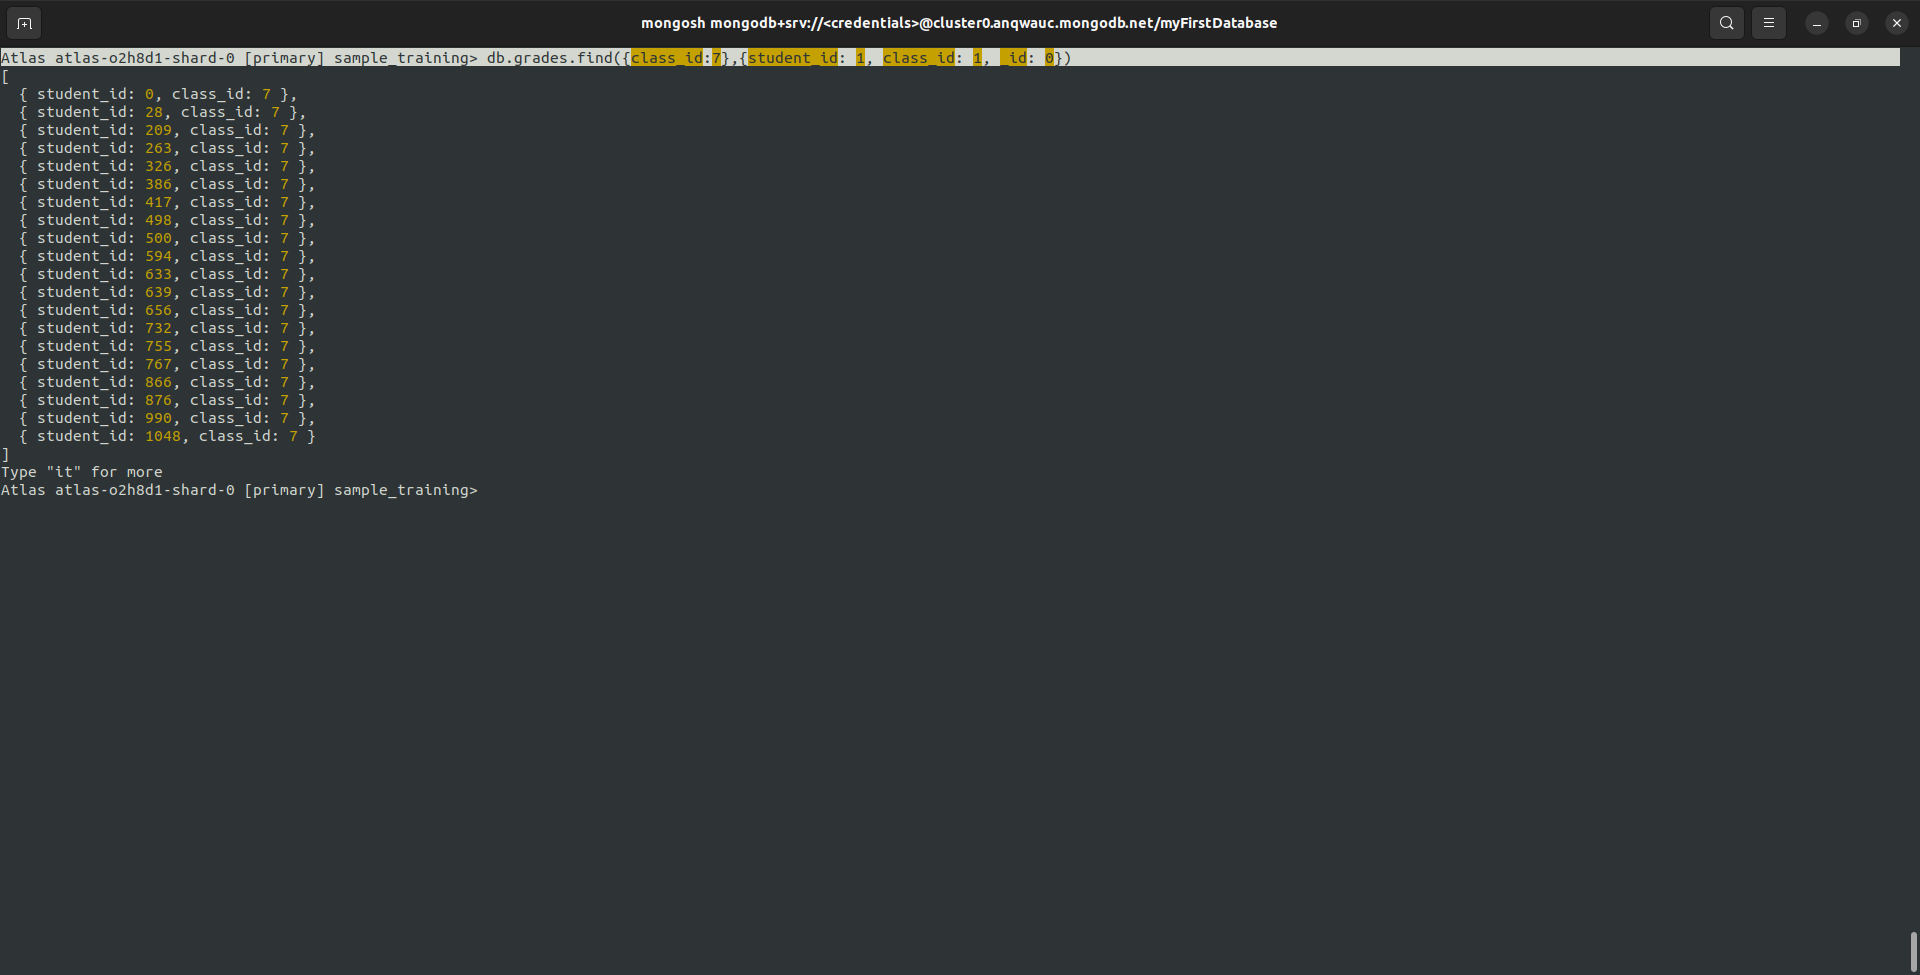 mongosh mongodb+srv://<credentials>@cluster0.anqwauc.mongodb.net/myFirstDatabase
Atlas atlas-o2h8d1-shard-0 [primary] sample_training> db.grades.find({class_id:7},{student_id: 1, class_id: 1, _id: 0})
[
  { student_id: 0, class_id: 7 },
  { student_id: 28, class_id: 7 },
  { student_id: 209, class_id: 7 },
  { student_id: 263, class_id: 7 },
  { student_id: 326, class_id: 7 },
  { student_id: 386, class_id: 7 },
  { student_id: 417, class_id: 7 },
  { student_id: 498, class_id: 7 },
  { student_id: 500, class_id: 7 },
  { student_id: 594, class_id: 7 },
  { student_id: 633, class_id: 7 },
  { student_id: 639, class_id: 7 },
  { student_id: 656, class_id: 7 },
  { student_id: 732, class_id: 7 },
  { student_id: 755, class_id: 7 },
  { student_id: 767, class_id: 7 },
  { student_id: 866, class_id: 7 },
  { student_id: 876, class_id: 7 },
  { student_id: 990, class_id: 7 },
  { student_id: 1048, class_id: 7 }
]
Type "it" for more
Atlas atlas-o2h8d1-shard-0 [primary] sample_training>